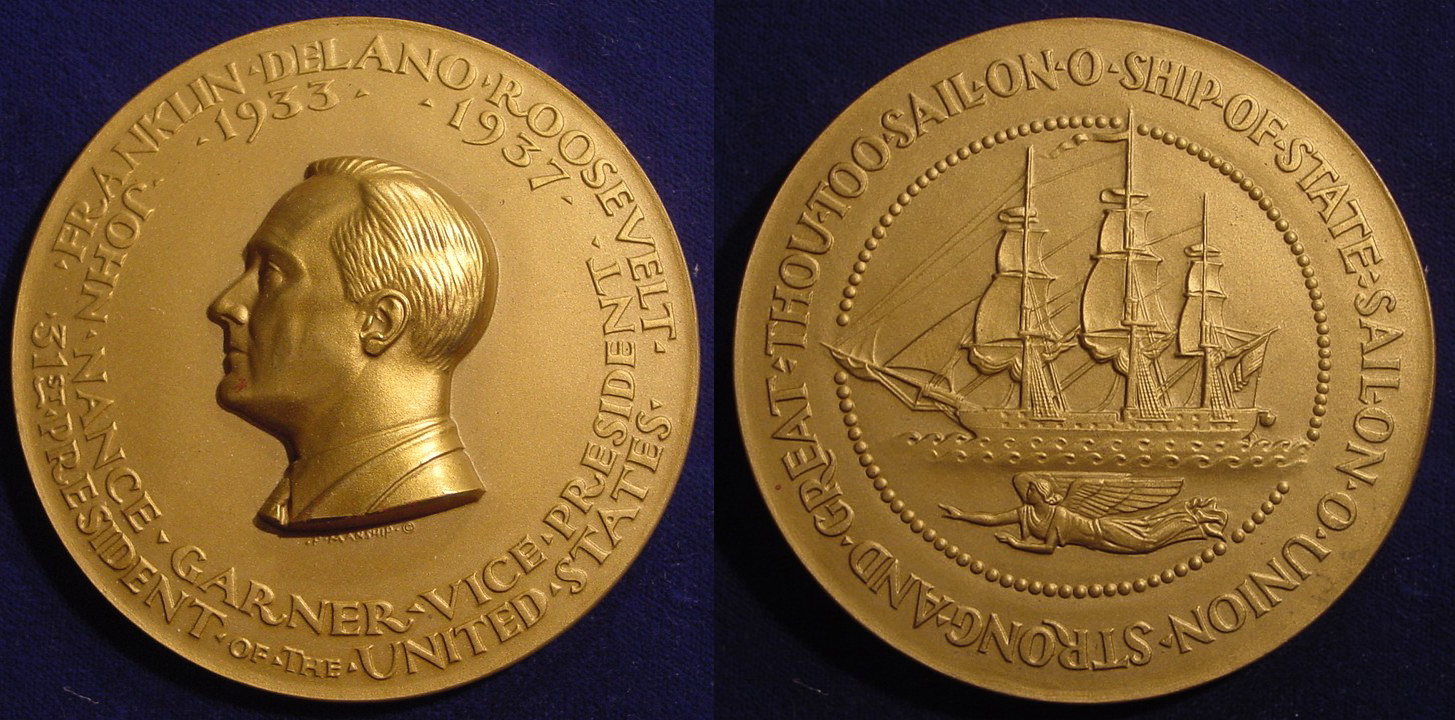 ·FRANKLIN·DELANO·ROOSEVELT·
·31ST·PRESIDENT·OF·THE·UNITED·STATES·
·1933· ·1937·
JOHN·NANCE·GARNER·VICE·PRESIDENT·
·P·MANSHIP·©
THOU·TOO·SAIL·ON·O·SHIP·OF·STATE·SAIL·ON·O·UNION·STRONG·AND·GREAT·